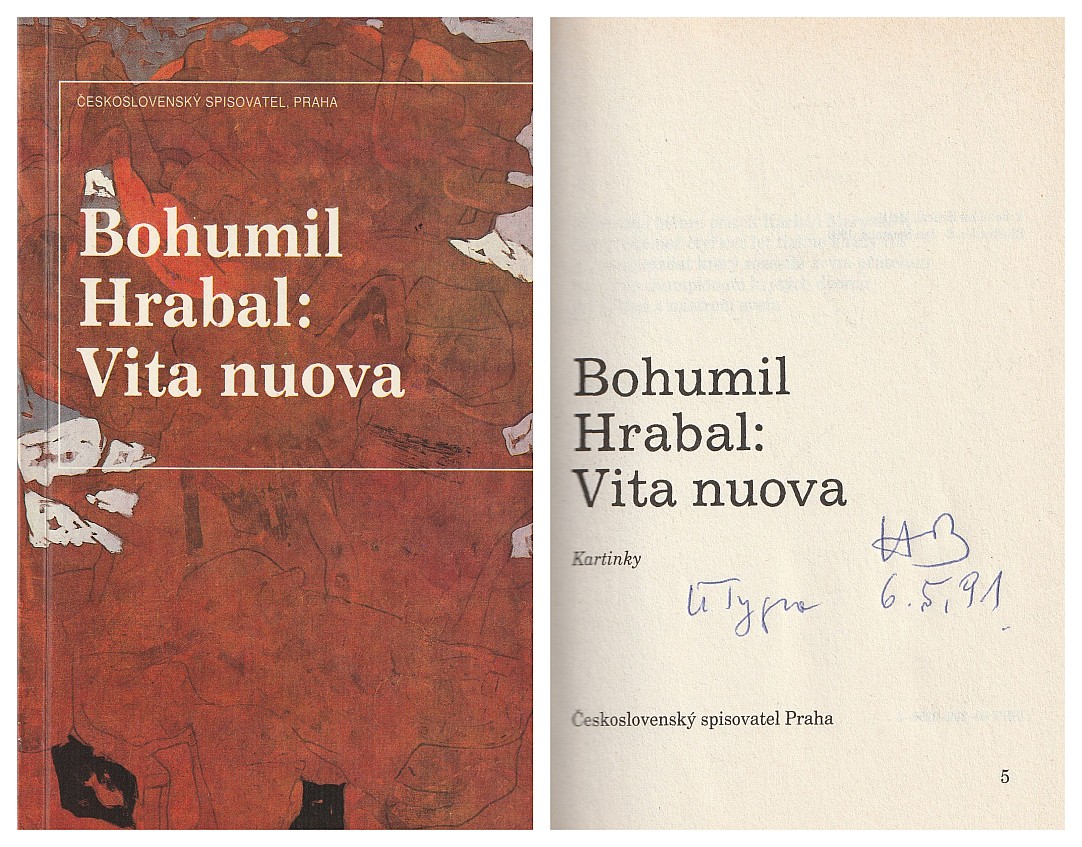 ČESKOSLOVENSKÝ SPISOVATEL, PRAHA
Bohumil
Hrabal:
Vita nuova
Bohumil
Hrabal:
Vita nuova
Kartinky
HB
U Tygra
6.5.91
Československý spisovatel Praha
5